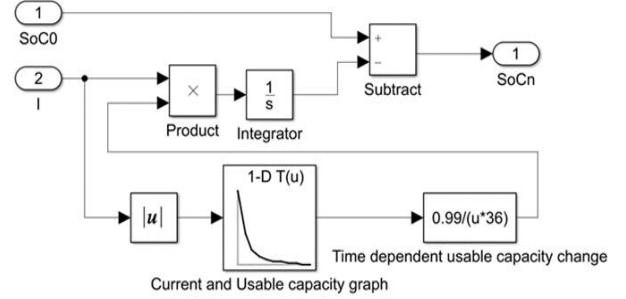 1
SoC0
2
I
×
Product
1
s
Integrator
+
−
Subtract
1
SoCn
|u|
1-D T(u)
Current and Usable capacity graph
0.99/(u*36)
Time dependent usable capacity change